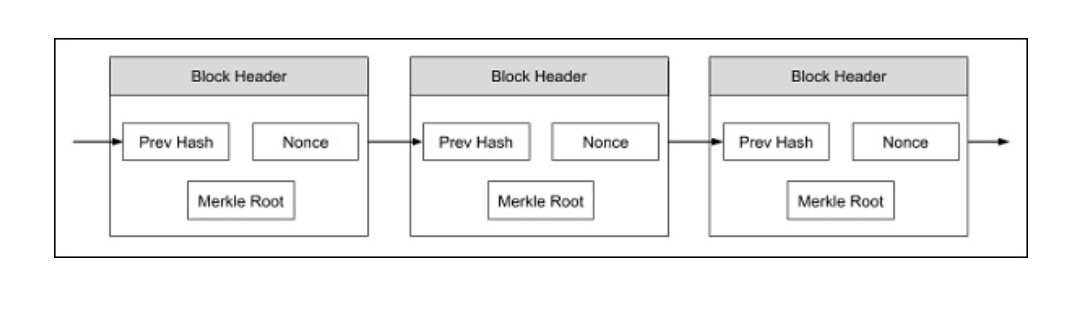 Block Header Block Header Block Header
Prev Hash Nonce Prev Hash Nonce Prev Hash Nonce
Merkle Root Merkle Root Merkle Root